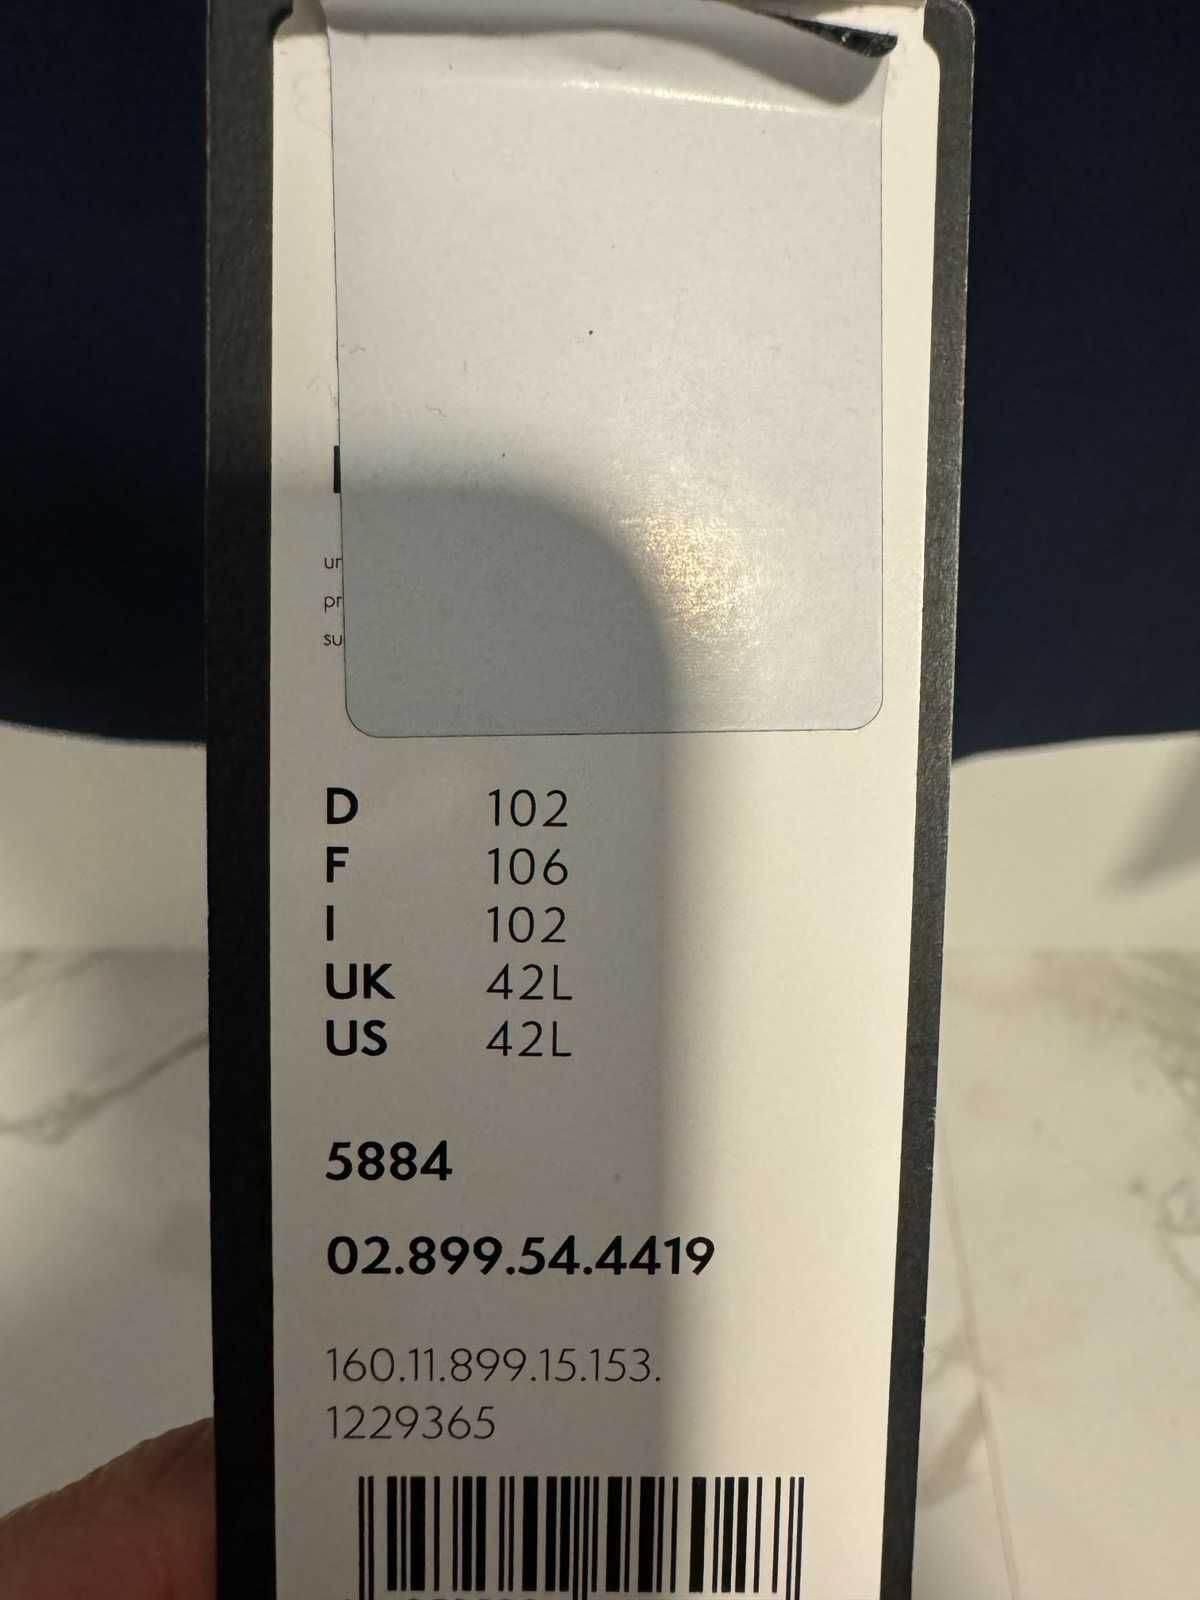 D 102
F 106
I 102
UK 42L
US 42L
5884
02.899.54.4419
160.11.899.15.153.
1229365